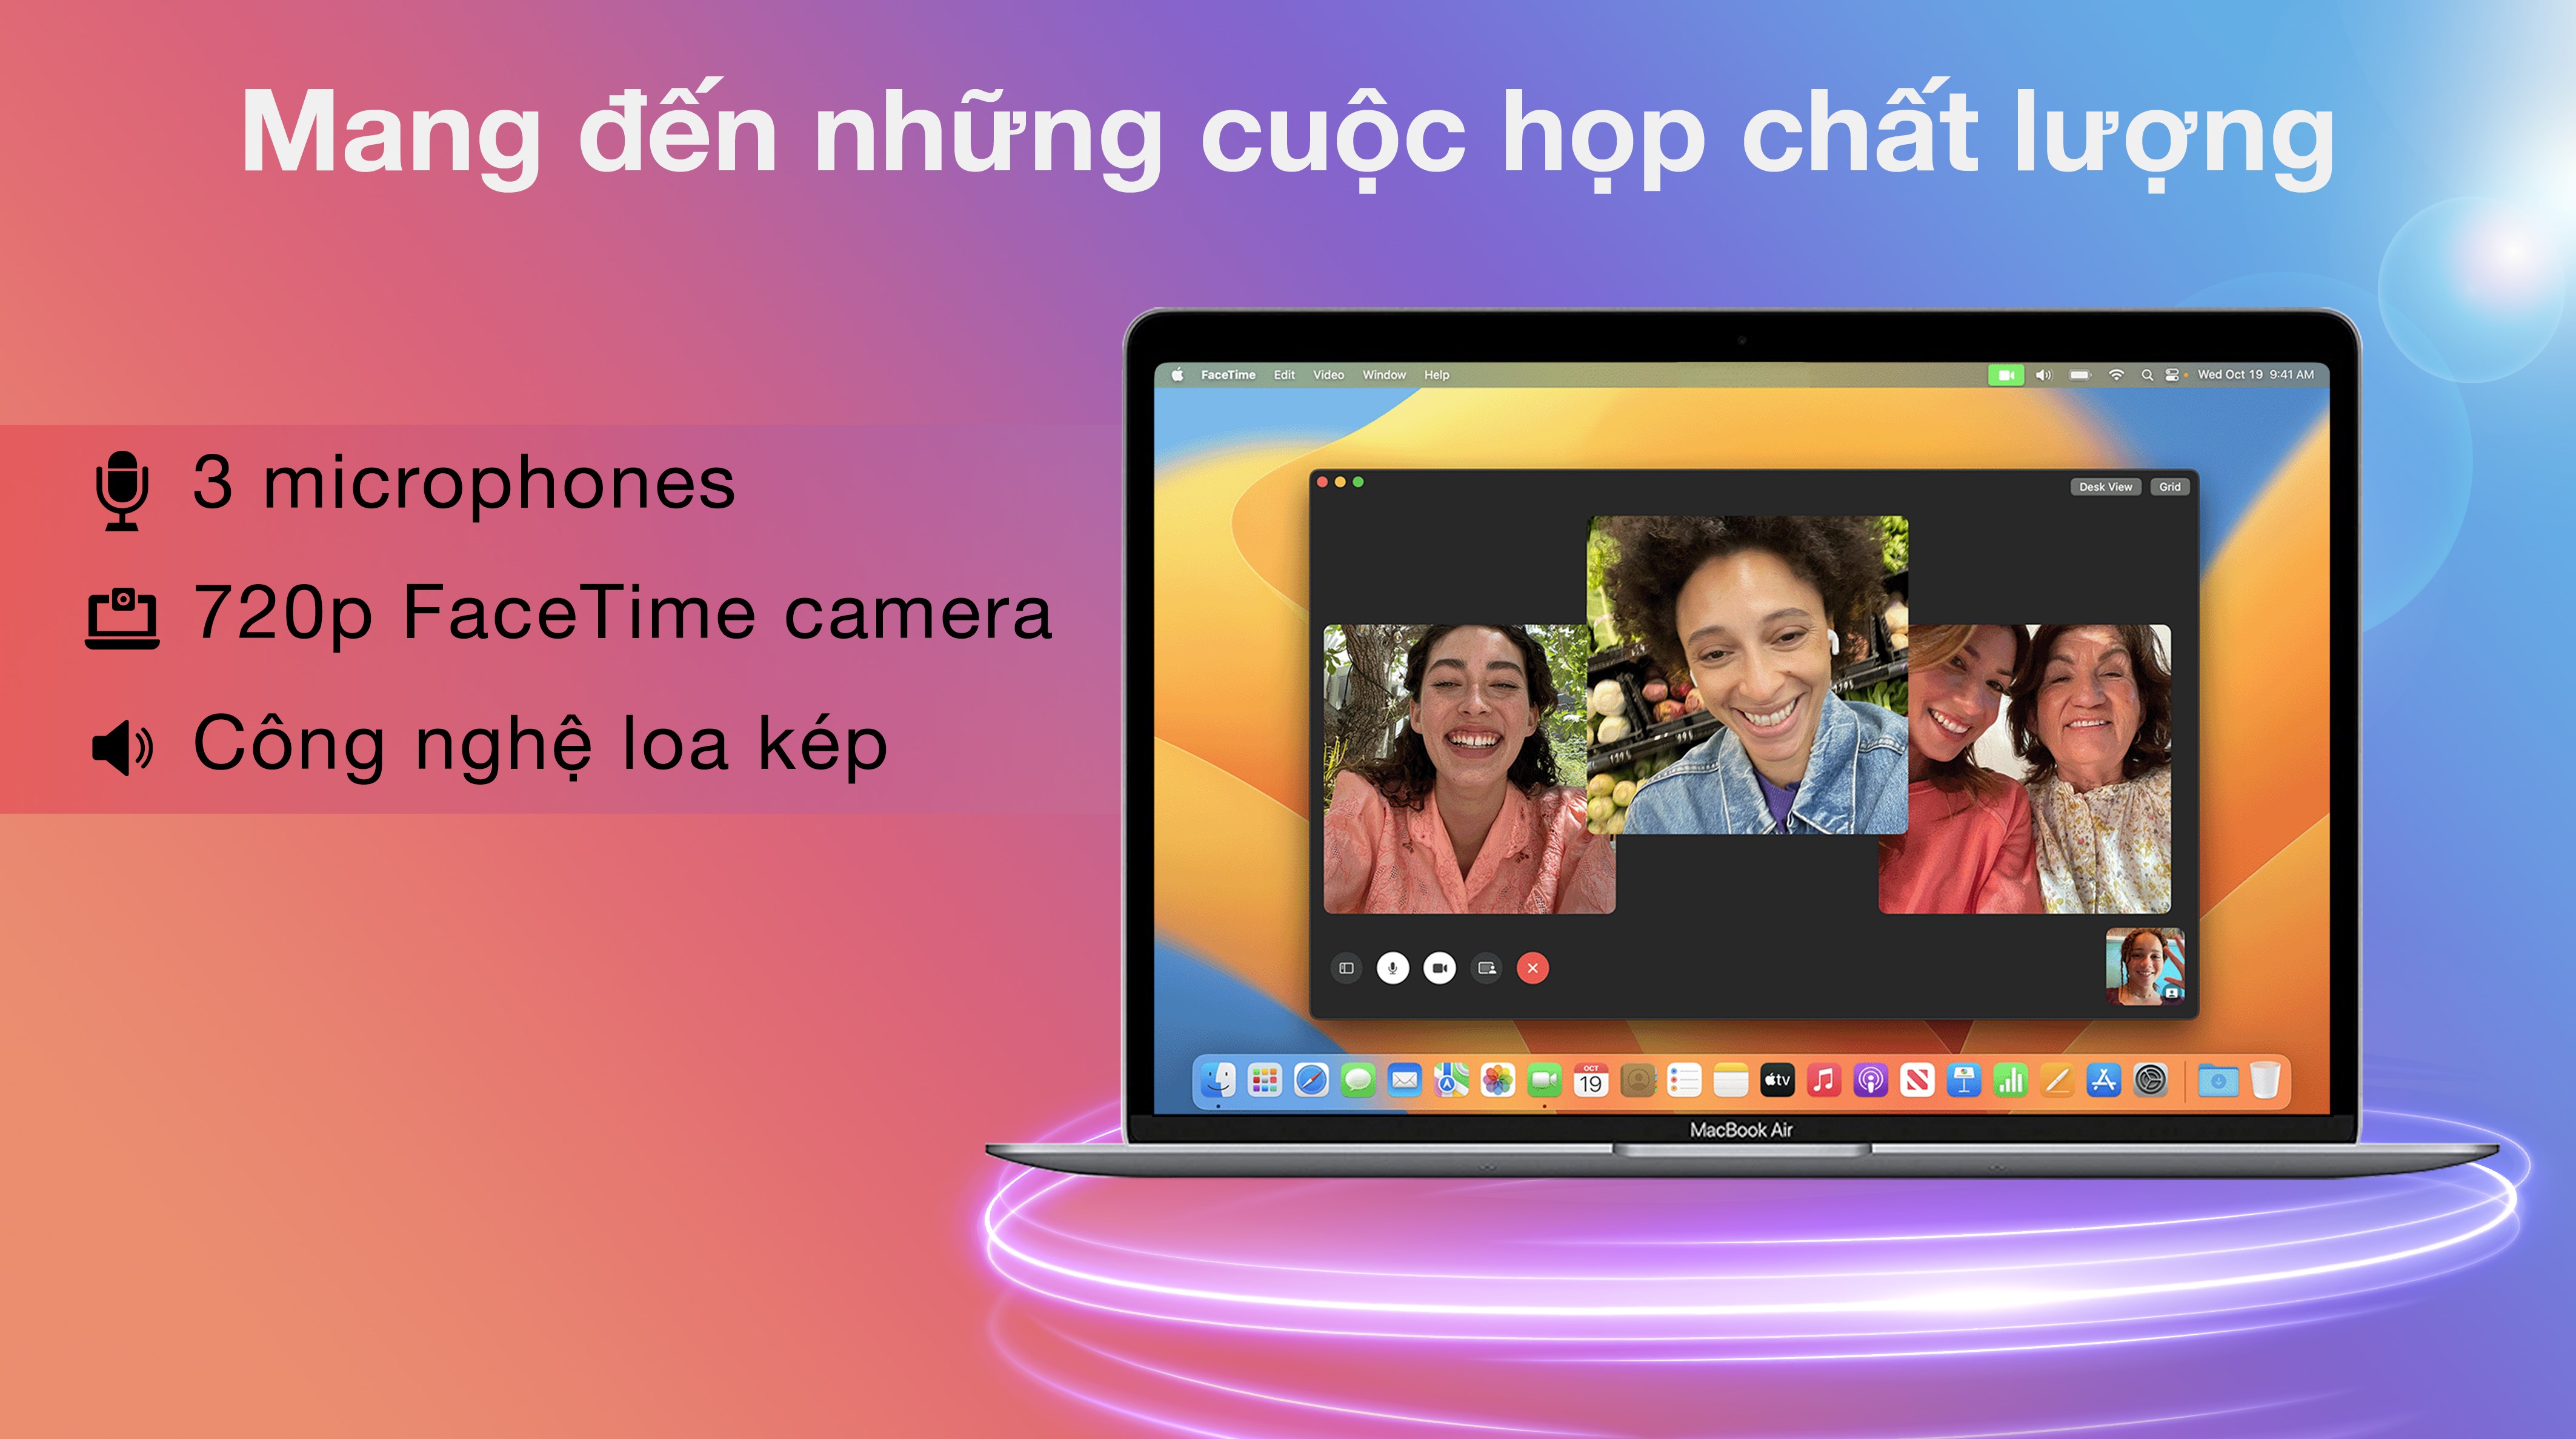 Mang đến những cuộc họp chất lượng
3 microphones
720p FaceTime camera
Công nghệ loa kép
FaceTime Edit Video Window Help
Wed Oct 19 9:41 AM
Desk View Grid
OCT
19
tv
MacBook Air